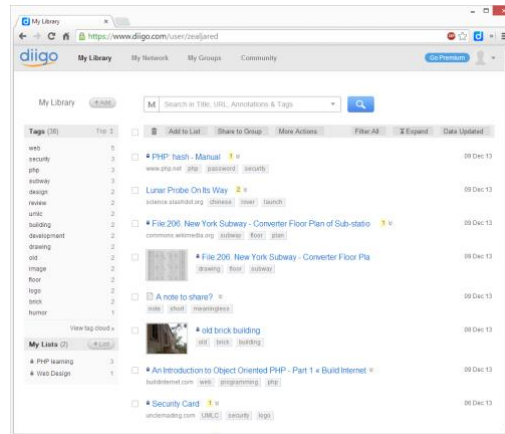 My Library
https://www.diigo.com/user/zealjared
diigo
My Library My Network My Groups Community Go Premium
My Library + Add
M Search in Title, URL, Annotations & Tags
Add to List Share to Group More Actions Filter: All Expand Date Updated
Tags (38) Top
web 5
security 3
php 3
subway 3
design 2
review 2
umlc 2
building 2
development 2
drawing 2
old 2
image 2
floor 2
logo 2
brick 2
humor 1
View tag cloud »
My Lists (2) + List
PHP learning 3
Web Design 1
PHP: hash - Manual 1 09 Dec 13
www.php.net php password security
Lunar Probe On Its Way 2 09 Dec 13
science.slashdot.org chinese lunar launch
File:206. New York Subway - Converter Floor Plan of Sub-statio 1 09 Dec 13
commons.wikimedia.org subway floor plan
File:206. New York Subway - Converter Floor Pla 09 Dec 13
drawing floor subway
A note to share? 09 Dec 13
note short meaningless
old brick building 09 Dec 13
old brick building
An Introduction to Object Oriented PHP - Part 1 « Build Internet 09 Dec 13
buildinternet.com web programming php
Security Card 1 06 Dec 13
UMLC security logo